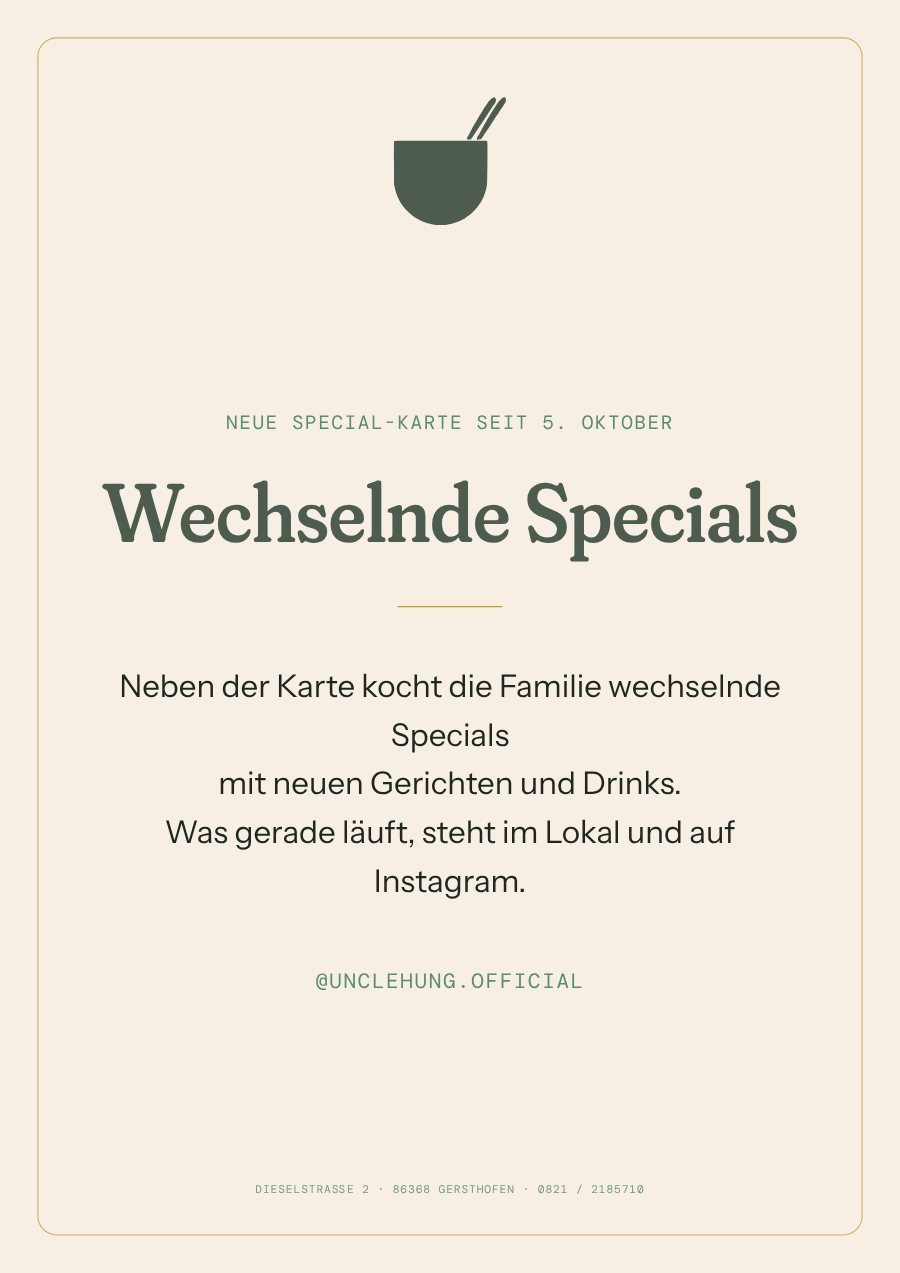 NEUE SPECIAL-KARTE SEIT 5. OKTOBER
Wechselnde Specials
Neben der Karte kocht die Familie wechselnde
Specials
mit neuen Gerichten und Drinks.
Was gerade läuft, steht im Lokal und auf
Instagram.
@UNCLEHUNG.OFFICIAL
DIESELSTRASSE 2 · 86368 GERSTHOFEN · 0821 / 2185710